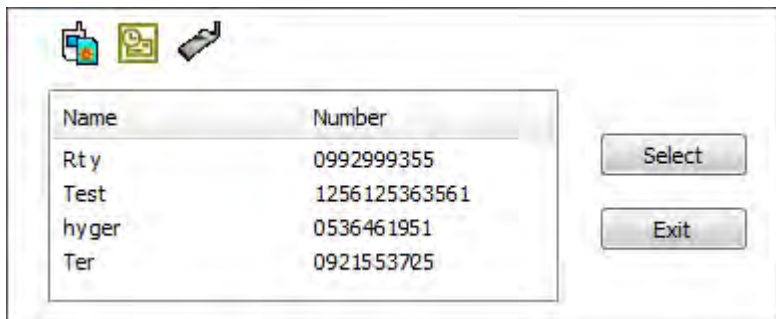 Name Number
Rty 0992999355
Test 1256125363561
hyger 0536461951
Ter 0921553725
Select
Exit